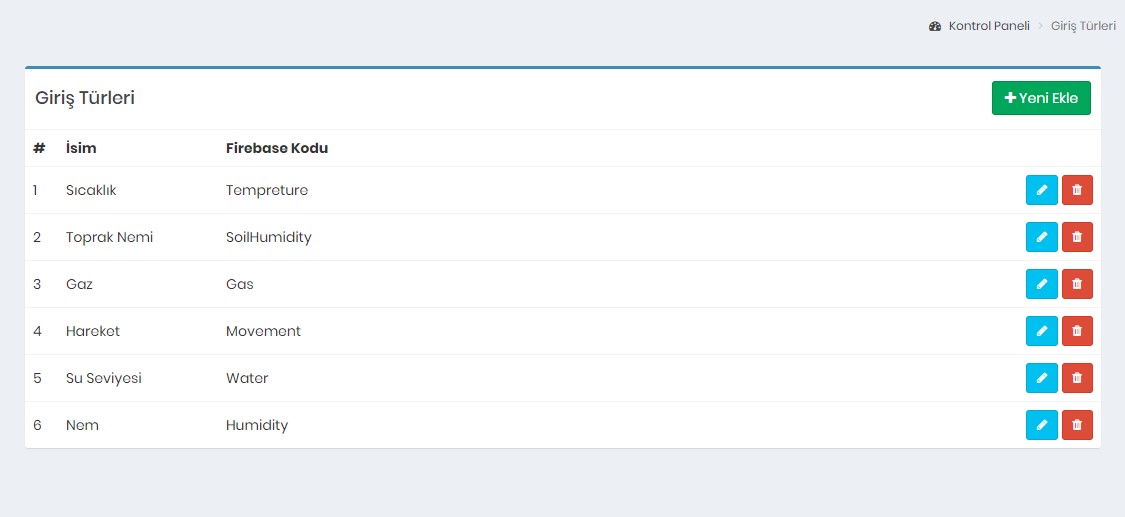 Kontrol Paneli > Giriş Türleri
Giriş Türleri
Yeni Ekle
# İsim Firebase Kodu
1 Sıcaklık Tempreture
2 Toprak Nemi SoilHumidity
3 Gaz Gas
4 Hareket Movement
5 Su Seviyesi Water
6 Nem Humidity